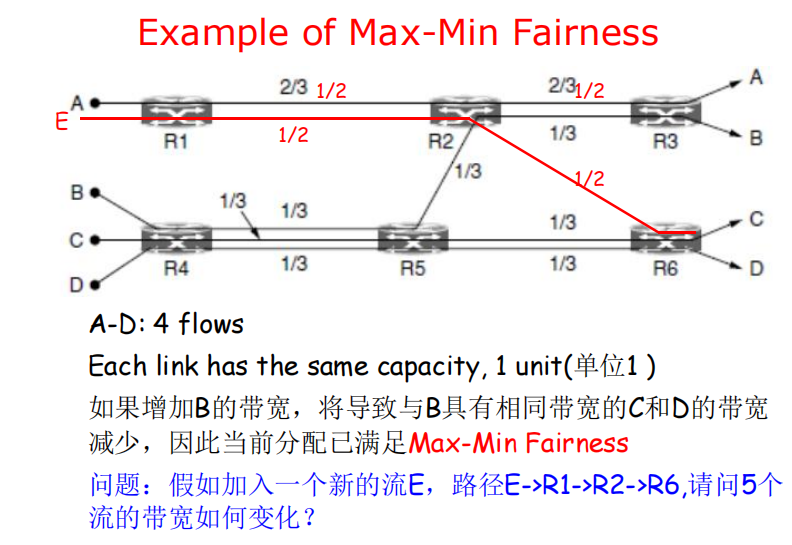 Example of Max-Min Fairness
A
2/3 1/2
2/3 1/2
A
E
R1
1/2
R2
1/3
R3
B
1/3
1/2
B
1/3
1/3
1/3
C
C
R4
1/3
R5
1/3
R6
D
D
A-D: 4 flows
Each link has the same capacity, 1 unit(单位1 )
如果增加B的带宽，将导致与B具有相同带宽的C和D的带宽
减少，因此当前分配已满足Max-Min Fairness
问题：假如加入一个新的流E，路径E->R1->R2->R6,请问5个
流的带宽如何变化？